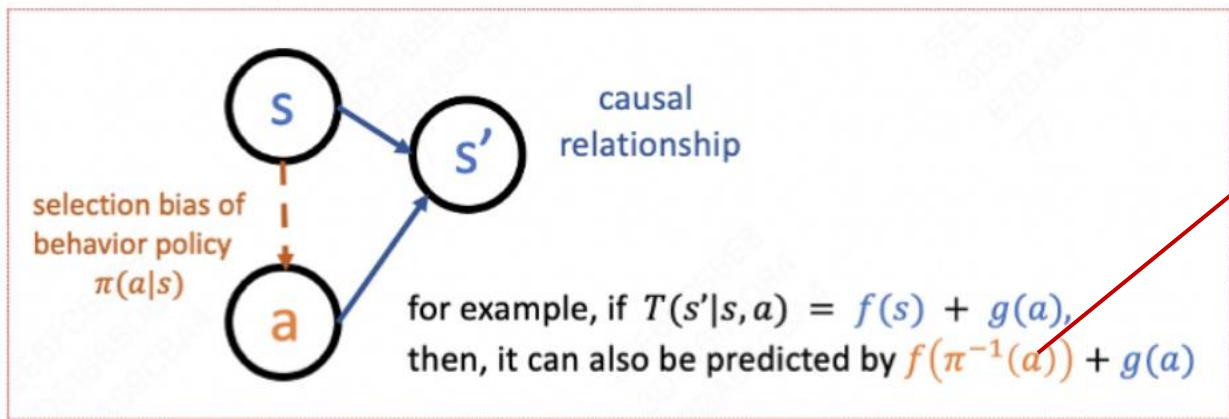 s
s'
causal
relationship
selection bias of
behavior policy
π(a|s)
a
for example, if T(s'|s, a) = f(s) + g(a),
then, it can also be predicted by f(π⁻¹(a)) + g(a)